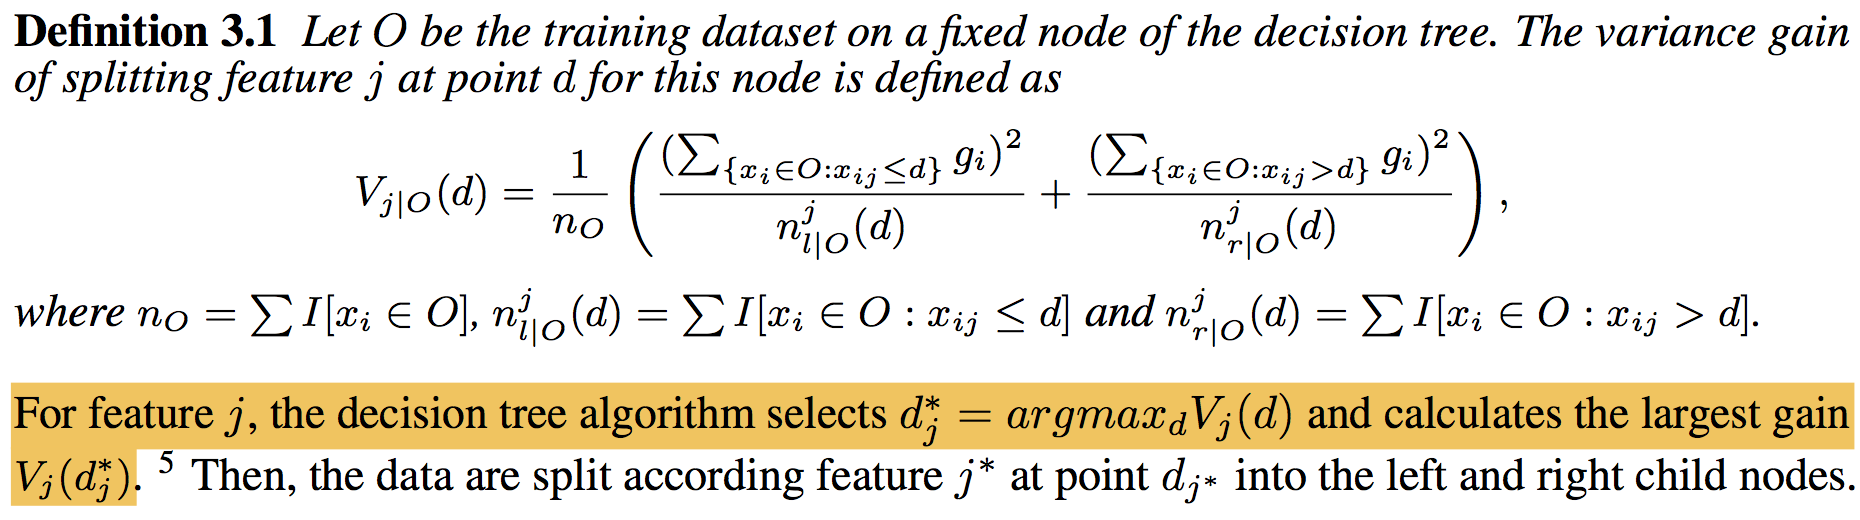 Definition 3.1 Let O be the training dataset on a fixed node of the decision tree. The variance gain
of splitting feature j at point d for this node is defined as
$V_{j|O}(d) = \frac{1}{n_O} \left( \frac{(\sum_{\{x_i \in O: x_{ij} \leq d\}} g_i)^2}{n^j_{l|O}(d)} + \frac{(\sum_{\{x_i \in O: x_{ij} > d\}} g_i)^2}{n^j_{r|O}(d)} \right),$
where $n_O = \sum I[x_i \in O]$, $n^j_{l|O}(d) = \sum I[x_i \in O : x_{ij} \leq d]$ and $n^j_{r|O}(d) = \sum I[x_i \in O : x_{ij} > d]$.
For feature j, the decision tree algorithm selects $d^*_j = argmax_d V_j(d)$ and calculates the largest gain
$V_j(d^*_j)$. $^5$ Then, the data are split according feature $j^*$ at point $d_{j^*}$ into the left and right child nodes.